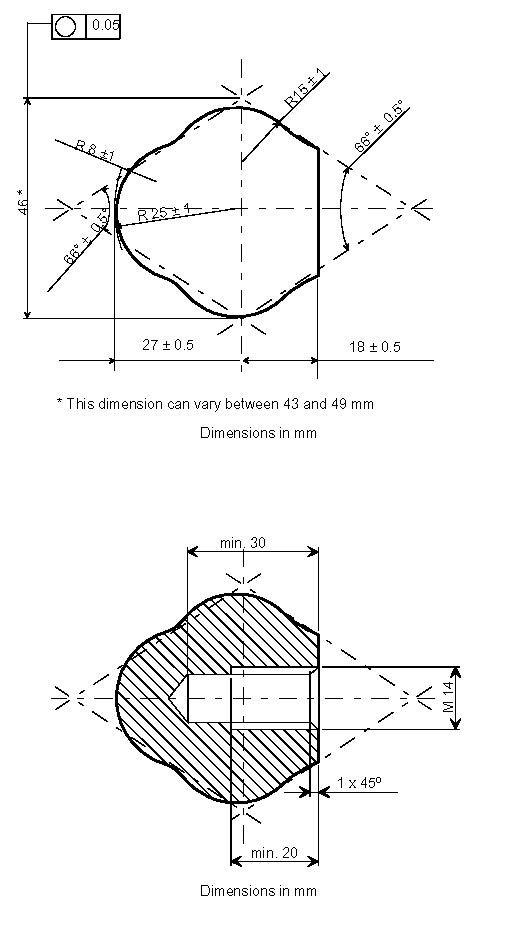 0.05
R15 ± 1
66° ± 0.5°
R 8 ±1
46 *
R 25 ± 1
66° ± 0.5°
27 ± 0.5
18 ± 0.5
* This dimension can vary between 43 and 49 mm
Dimensions in mm
min. 30
M 14
1 x 45º
min. 20
Dimensions in mm